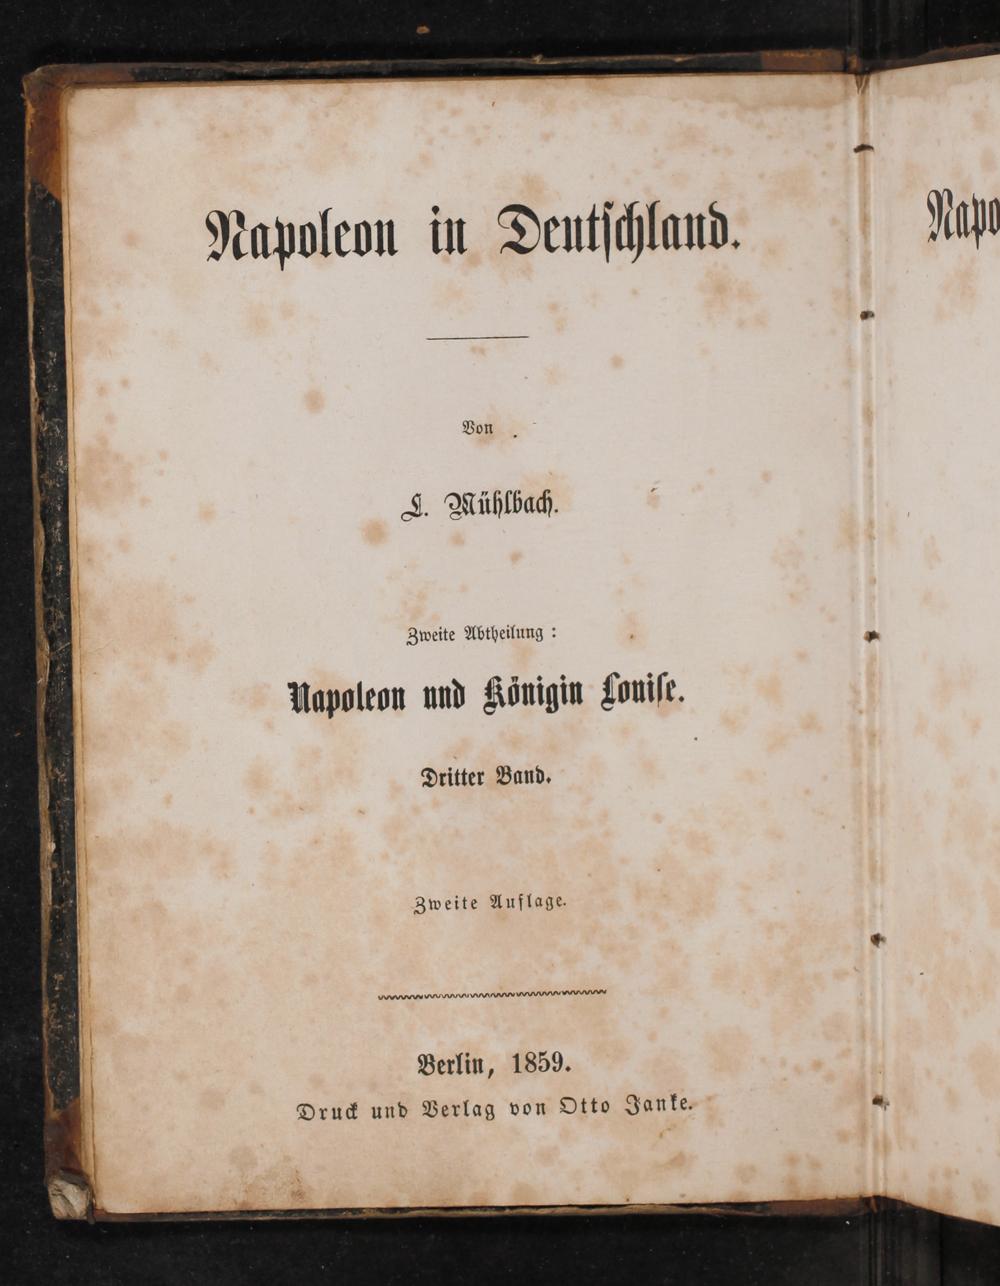 Napoleon in Deutschland.
Von
L. Mühlbach.
Zweite Abtheilung:
Napoleon und Königin Louise.
Dritter Band.
Zweite Auflage.
Berlin, 1859.
Druck und Verlag von Otto Janke.
Napo